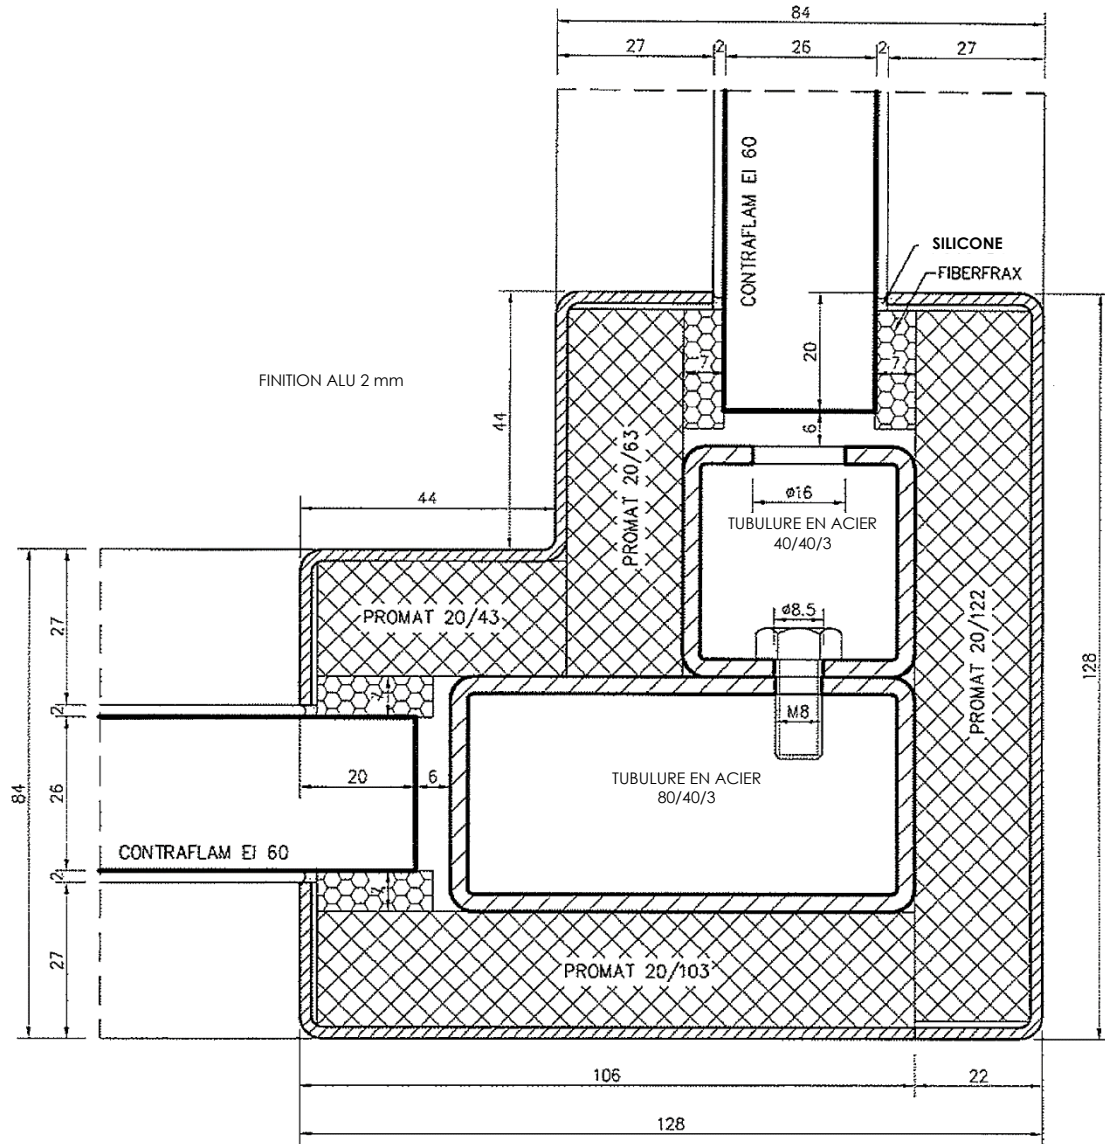 84
27
2
26
2
27
CONTRAFLAM EI 60
SILICONE
FIBERFRAX
20
7
7
FINITION ALU 2 mm
44
6
PROMAT 20/63
ø16
44
TUBULURE EN ACIER
40/40/3
ø8.5
PROMAT 20/43
PROMAT 20/122
128
27
7
2
M8
20
6
TUBULURE EN ACIER
80/40/3
84
26
CONTRAFLAM EI 60
2
7
27
PROMAT 20/103
106
22
128